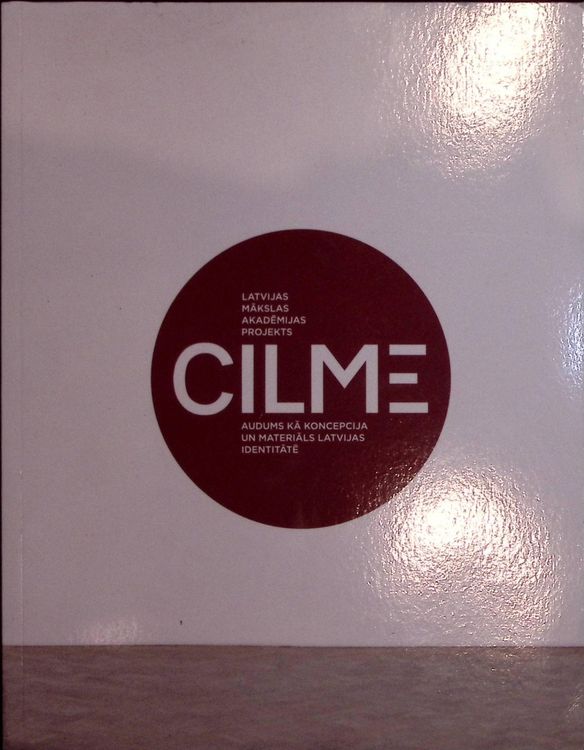 LATVIJAS
MĀKSLAS
AKADĒMIJAS
PROJEKTS
CILME
AUDUMS KĀ KONCEPCIJA
UN MATERIĀLS LATVIJAS
IDENTITĀTĒ